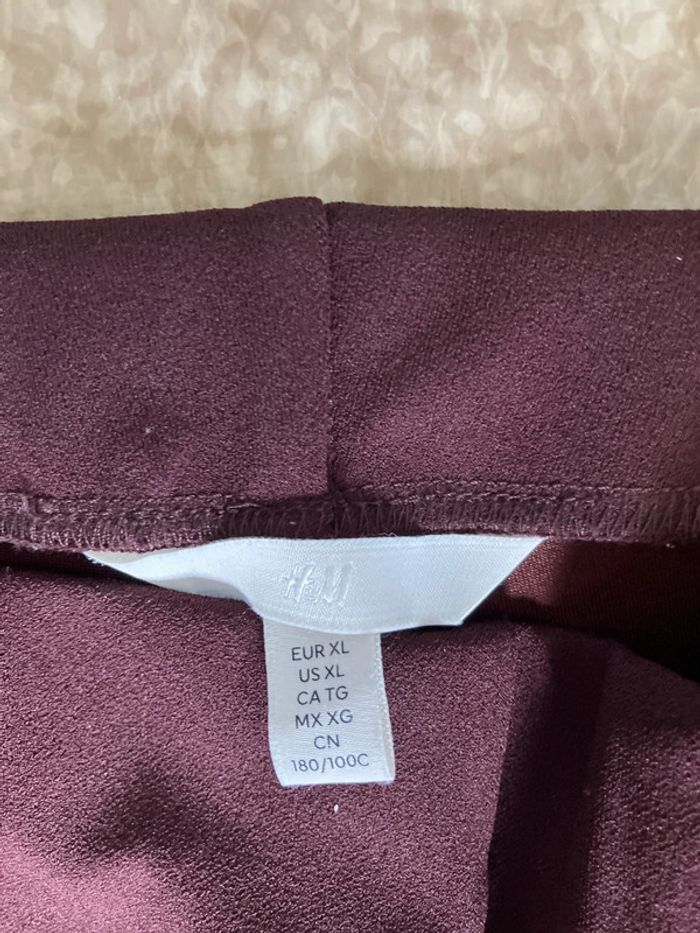 H&M
EUR XL
US XL
CA TG
MX XG
CN
180/100C